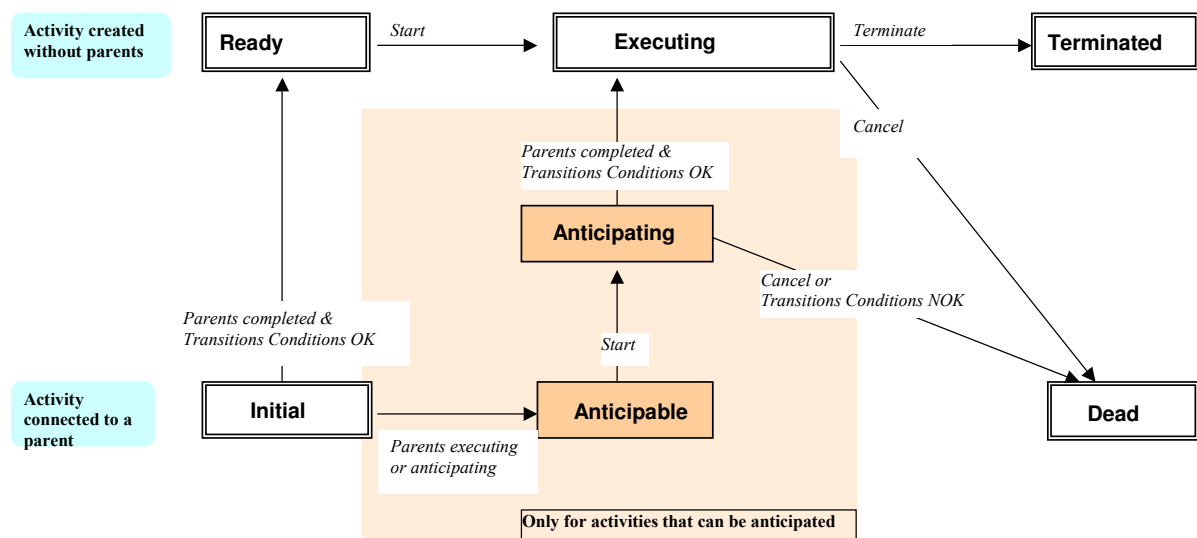 Activity created
without parents
Ready
Start
Executing
Terminate
Terminated
Cancel
Parents completed &
Transitions Conditions OK
Anticipating
Cancel or
Transitions Conditions NOK
Parents completed &
Transitions Conditions OK
Start
Activity
connected to a
parent
Initial
Anticipable
Dead
Parents executing
or anticipating
Only for activities that can be anticipated